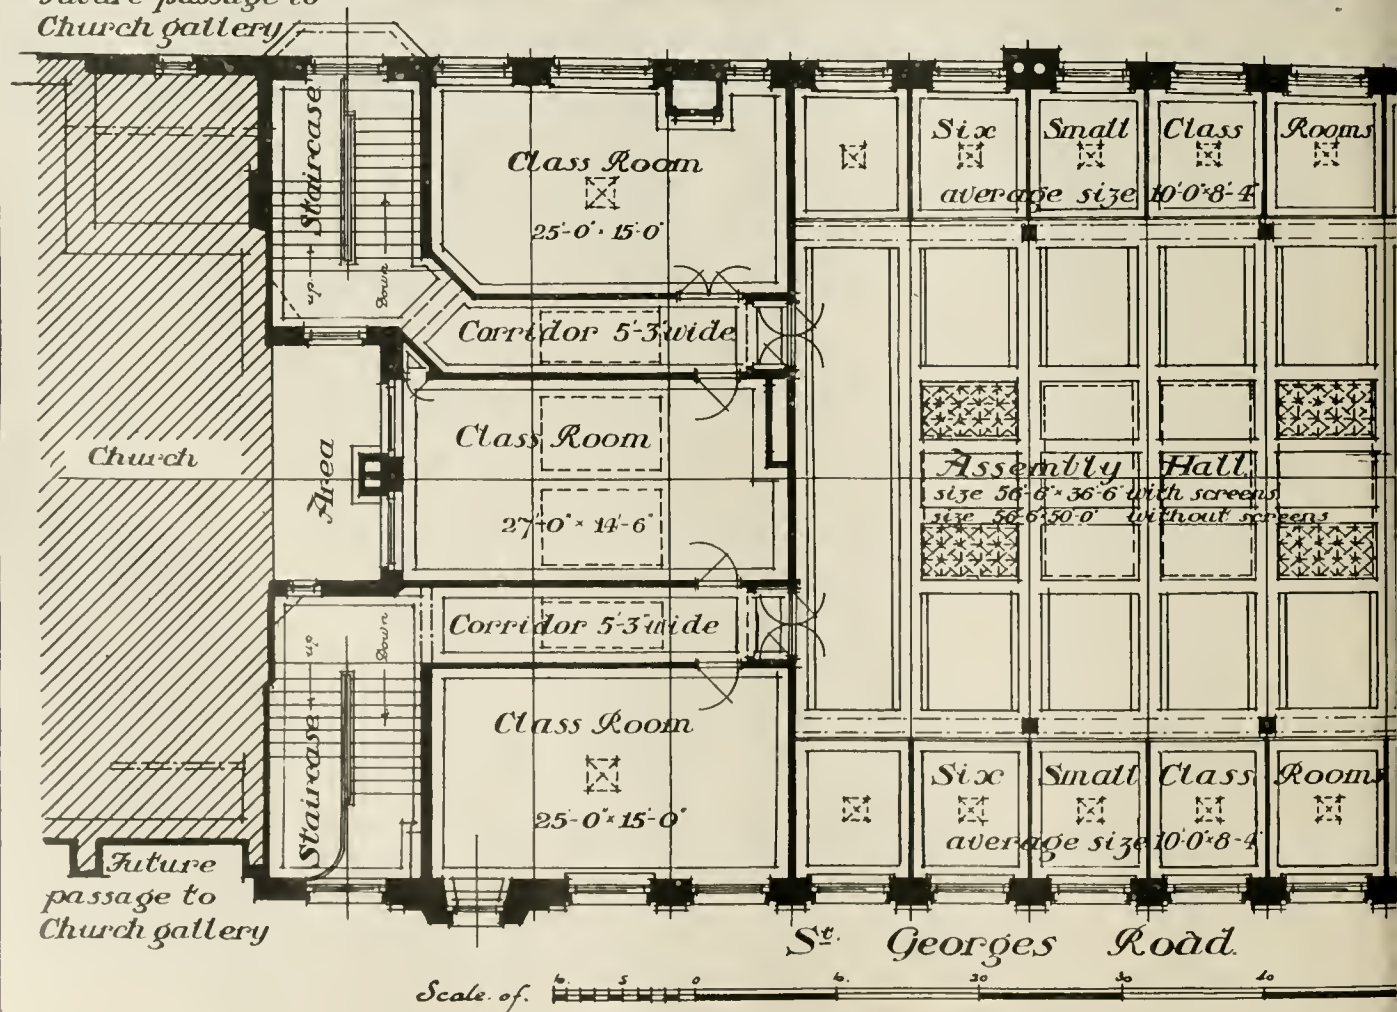 Future passage to
Church gallery
Staircase
up
Down
Class Room
25'-0" × 15'-0"
Six Small Class Rooms
average size 10'-0" × 8'-4"
Corridor 5'-3" wide
Church
Area
Class Room
27'-0" × 14'-6"
Assembly Hall
size 56'-6" × 36'-6" with screens
size 56'-6" × 50'-0" without screens
Corridor 5'-3" wide
Staircase
up
Down
Class Room
25'-0" × 15'-0"
Six Small Class Rooms
average size 10'-0" × 8'-4"
Future
passage to
Church gallery
St. Georges Road.
Scale of. 10. 5 0 10. 20 30 40